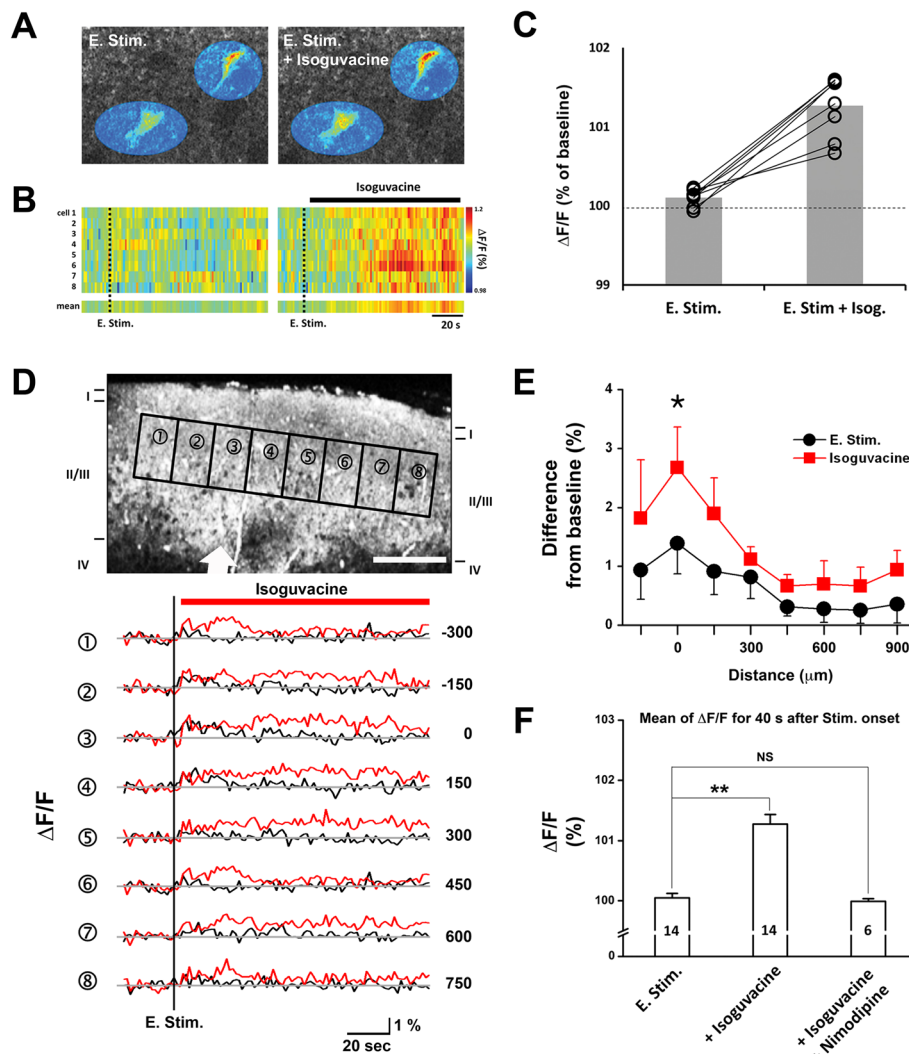 A
E. Stim.
E. Stim.
+ Isoguvacine
B
Isoguvacine
cell 1
2
3
4
5
6
7
8
mean
E. Stim.
E. Stim.
20 s
1.2
ΔF/F (%)
0.98
C
ΔF/F (% of baseline)
102
101
100
99
E. Stim.
E. Stim + Isog.
D
I
II/III
IV
I
II/III
IV
① ② ③ ④ ⑤ ⑥ ⑦ ⑧
Isoguvacine
ΔF/F
① -300
② -150
③ 0
④ 150
⑤ 300
⑥ 450
⑦ 600
⑧ 750
E. Stim.
1 %
20 sec
E
Difference
from baseline (%)
4
3
2
1
0
*
E. Stim.
Isoguvacine
0 300 600 900
Distance (μm)
F
Mean of ΔF/F for 40 s after Stim. onset
ΔF/F
(%)
103
102
101
100
0
NS
**
14
14
6
E. Stim.
+ Isoguvacine
+ Isoguvacine
Nimodipine